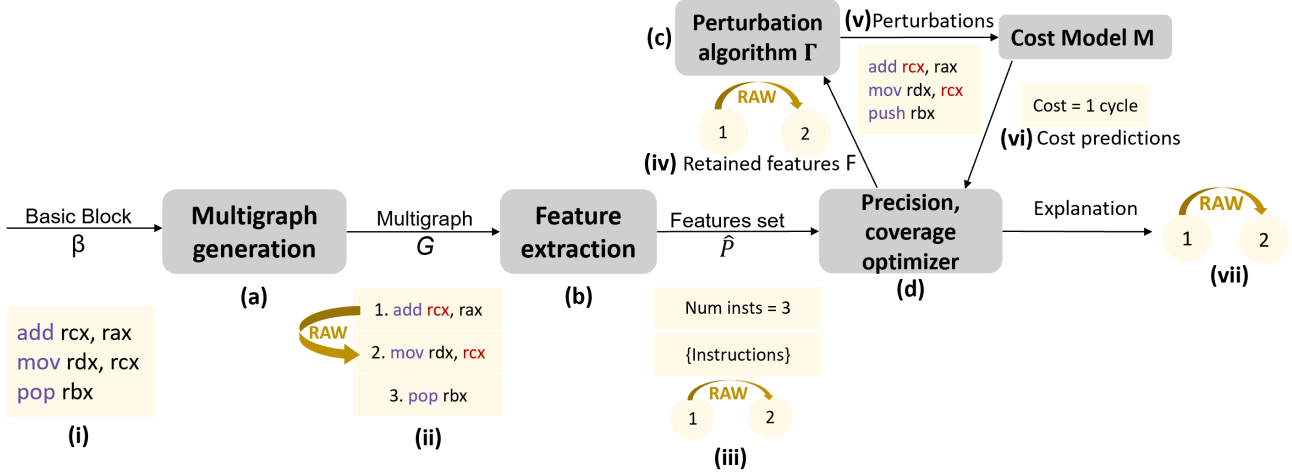 (c)
Perturbation
algorithm Γ
(v) Perturbations
Cost Model M
add rcx, rax
mov rdx, rcx
push rbx
RAW
1
2
(iv) Retained features F
Cost = 1 cycle
(vi) Cost predictions
Basic Block
β
Multigraph
generation
(a)
Multigraph
G
Feature
extraction
(b)
Features set
P̂
Precision,
coverage
optimizer
(d)
Explanation
RAW
1
2
(vii)
add rcx, rax
mov rdx, rcx
pop rbx
(i)
1. add rcx, rax
RAW
2. mov rdx, rcx
3. pop rbx
(ii)
Num insts = 3
{Instructions}
RAW
1
2
(iii)